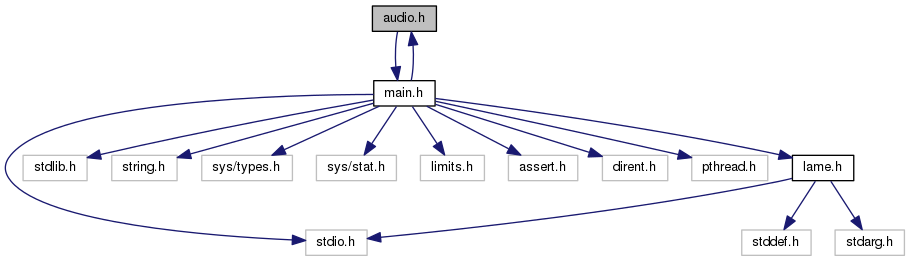 audio.h
main.h
stdlib.h
string.h
sys/types.h
sys/stat.h
limits.h
assert.h
dirent.h
pthread.h
lame.h
stdio.h
stddef.h
stdarg.h